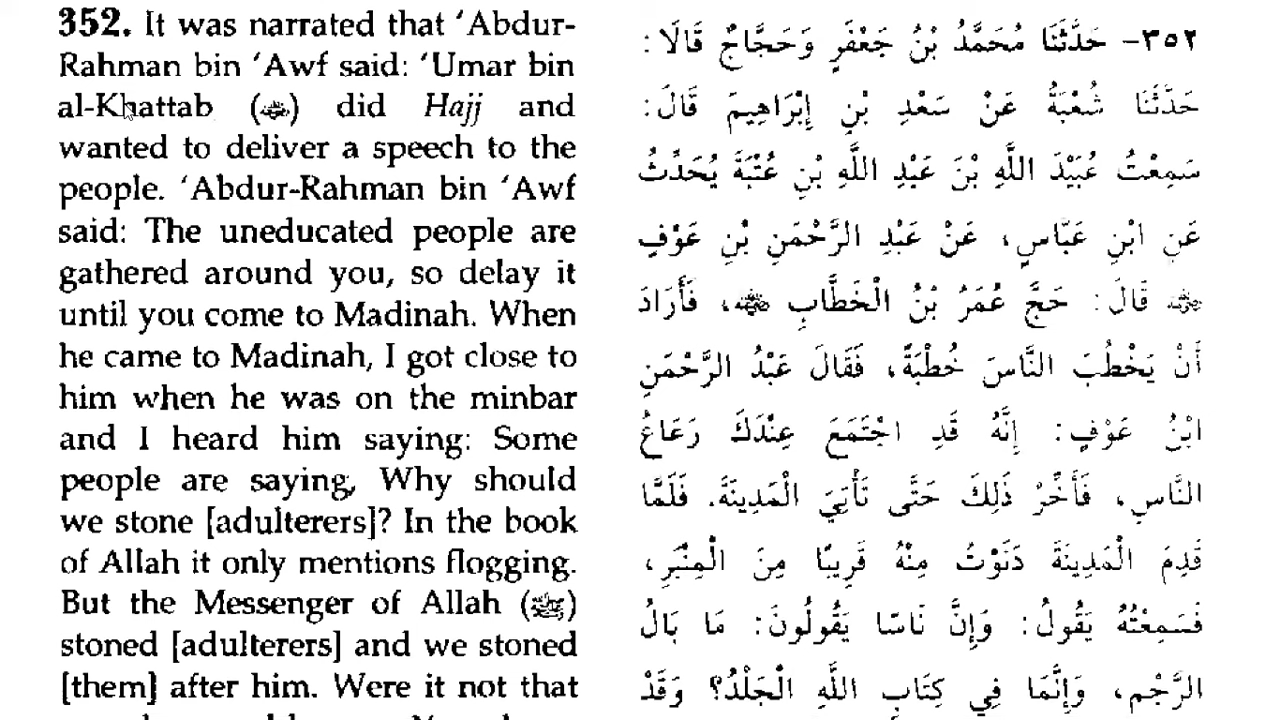 352. It was narrated that ‘Abdur-
Rahman bin ‘Awf said: ‘Umar bin
al-Khattab (ﷺ) did Hajj and
wanted to deliver a speech to the
people. ‘Abdur-Rahman bin ‘Awf
said: The uneducated people are
gathered around you, so delay it
until you come to Madinah. When
he came to Madinah, I got close to
him when he was on the minbar
and I heard him saying: Some
people are saying, Why should
we stone [adulterers]? In the book
of Allah it only mentions flogging.
But the Messenger of Allah (ﷺ)
stoned [adulterers] and we stoned
[them] after him. Were it not that
٣٥٢- حَدَّثَنَا مُحَمَّدُ بْنُ جَعْفَرٍ وَحَجَّاجٌ قَالَا:
حَدَّثَنَا شُعْبَةُ عَنْ سَعْدِ بْنِ إِبْرَاهِيمَ قَالَ:
سَمِعْتُ عُبَيْدَ اللَّهِ بْنَ عَبْدِ اللَّهِ بْنِ عُتْبَةَ يُحَدِّثُ
عَنِ ابْنِ عَبَّاسٍ، عَنْ عَبْدِ الرَّحْمَنِ بْنِ عَوْفٍ
قَالَ: حَجَّ عُمَرُ بْنُ الْخَطَّابِ، فَأَرَادَ
أَنْ يَخْطُبَ النَّاسَ خُطْبَةً، فَقَالَ عَبْدُ الرَّحْمَنِ
ابْنُ عَوْفٍ: إِنَّهُ قَدِ اجْتَمَعَ عِنْدَكَ رَعَاعُ
النَّاسِ، فَأَخِّرْ ذَلِكَ حَتَّى تَأْتِيَ الْمَدِينَةَ. فَلَمَّا
قَدِمَ الْمَدِينَةَ دَنَوْتُ مِنْهُ قَرِيبًا مِنَ الْمِنْبَرِ،
فَسَمِعْتُهُ يَقُولُ: وَإِنَّ نَاسًا يَقُولُونَ: مَا بَالُ
الرَّجْمِ، وَإِنَّمَا فِي كِتَابِ اللَّهِ الْجَلْدُ؟ وَقَدْ